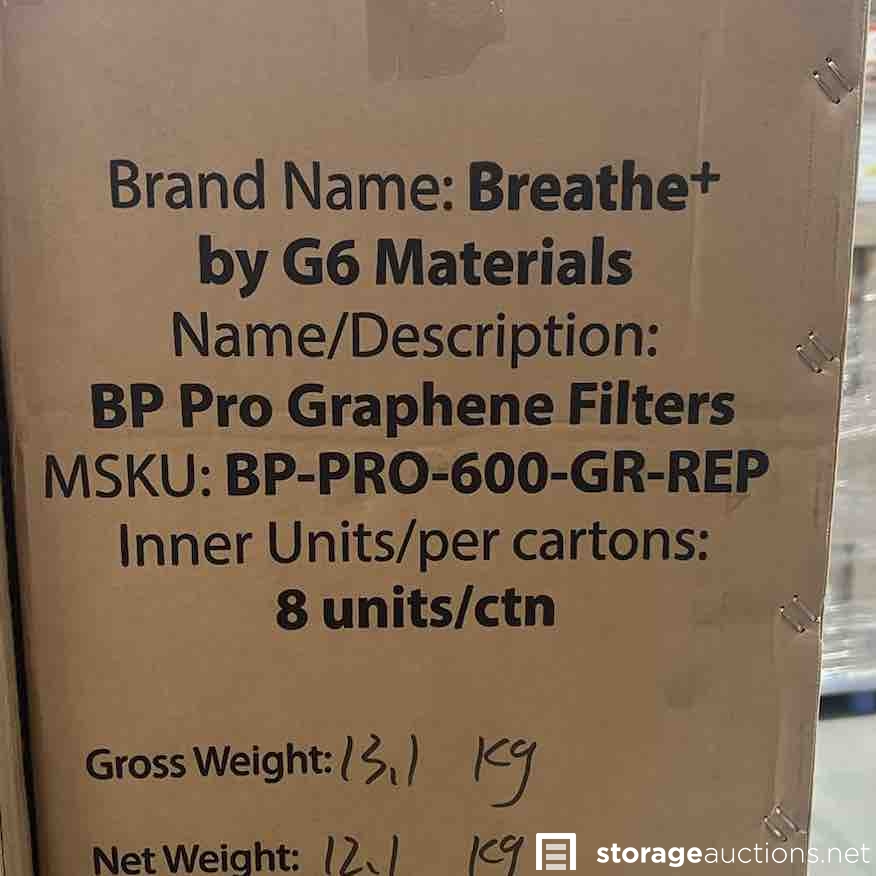 Brand Name: Breathe+
by G6 Materials
Name/Description:
BP Pro Graphene Filters
MSKU: BP-PRO-600-GR-REP
Inner Units/per cartons:
8 units/ctn
Gross Weight: 13.1 Kg
Net Weight: 12.1 Kg
storageauctions.net